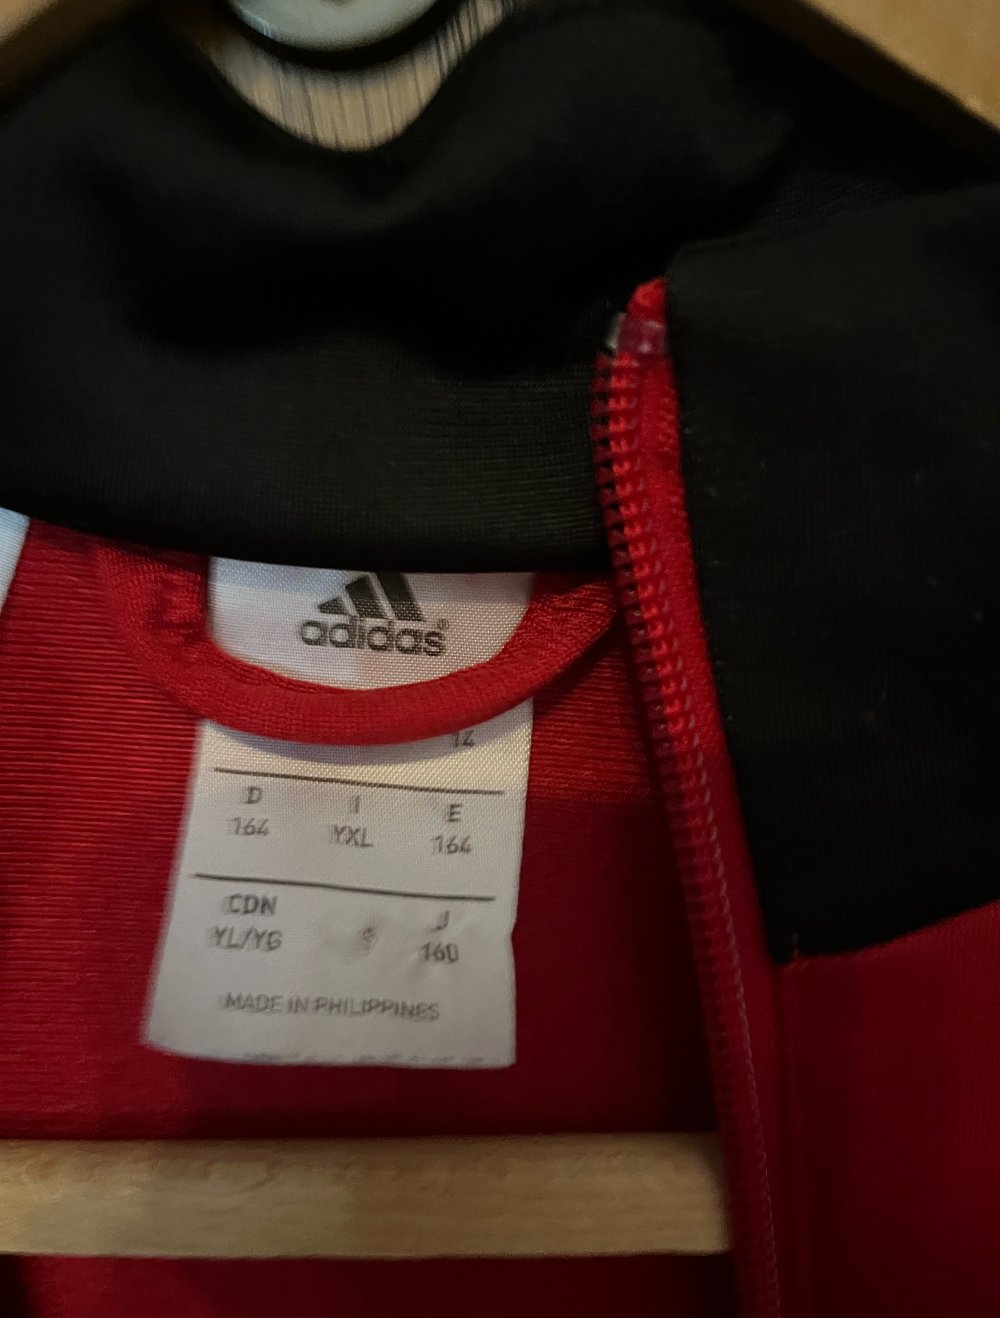 adidas®
14
D I E
164 YXL 164
CDN J
YL/YG 160
MADE IN PHILIPPINES